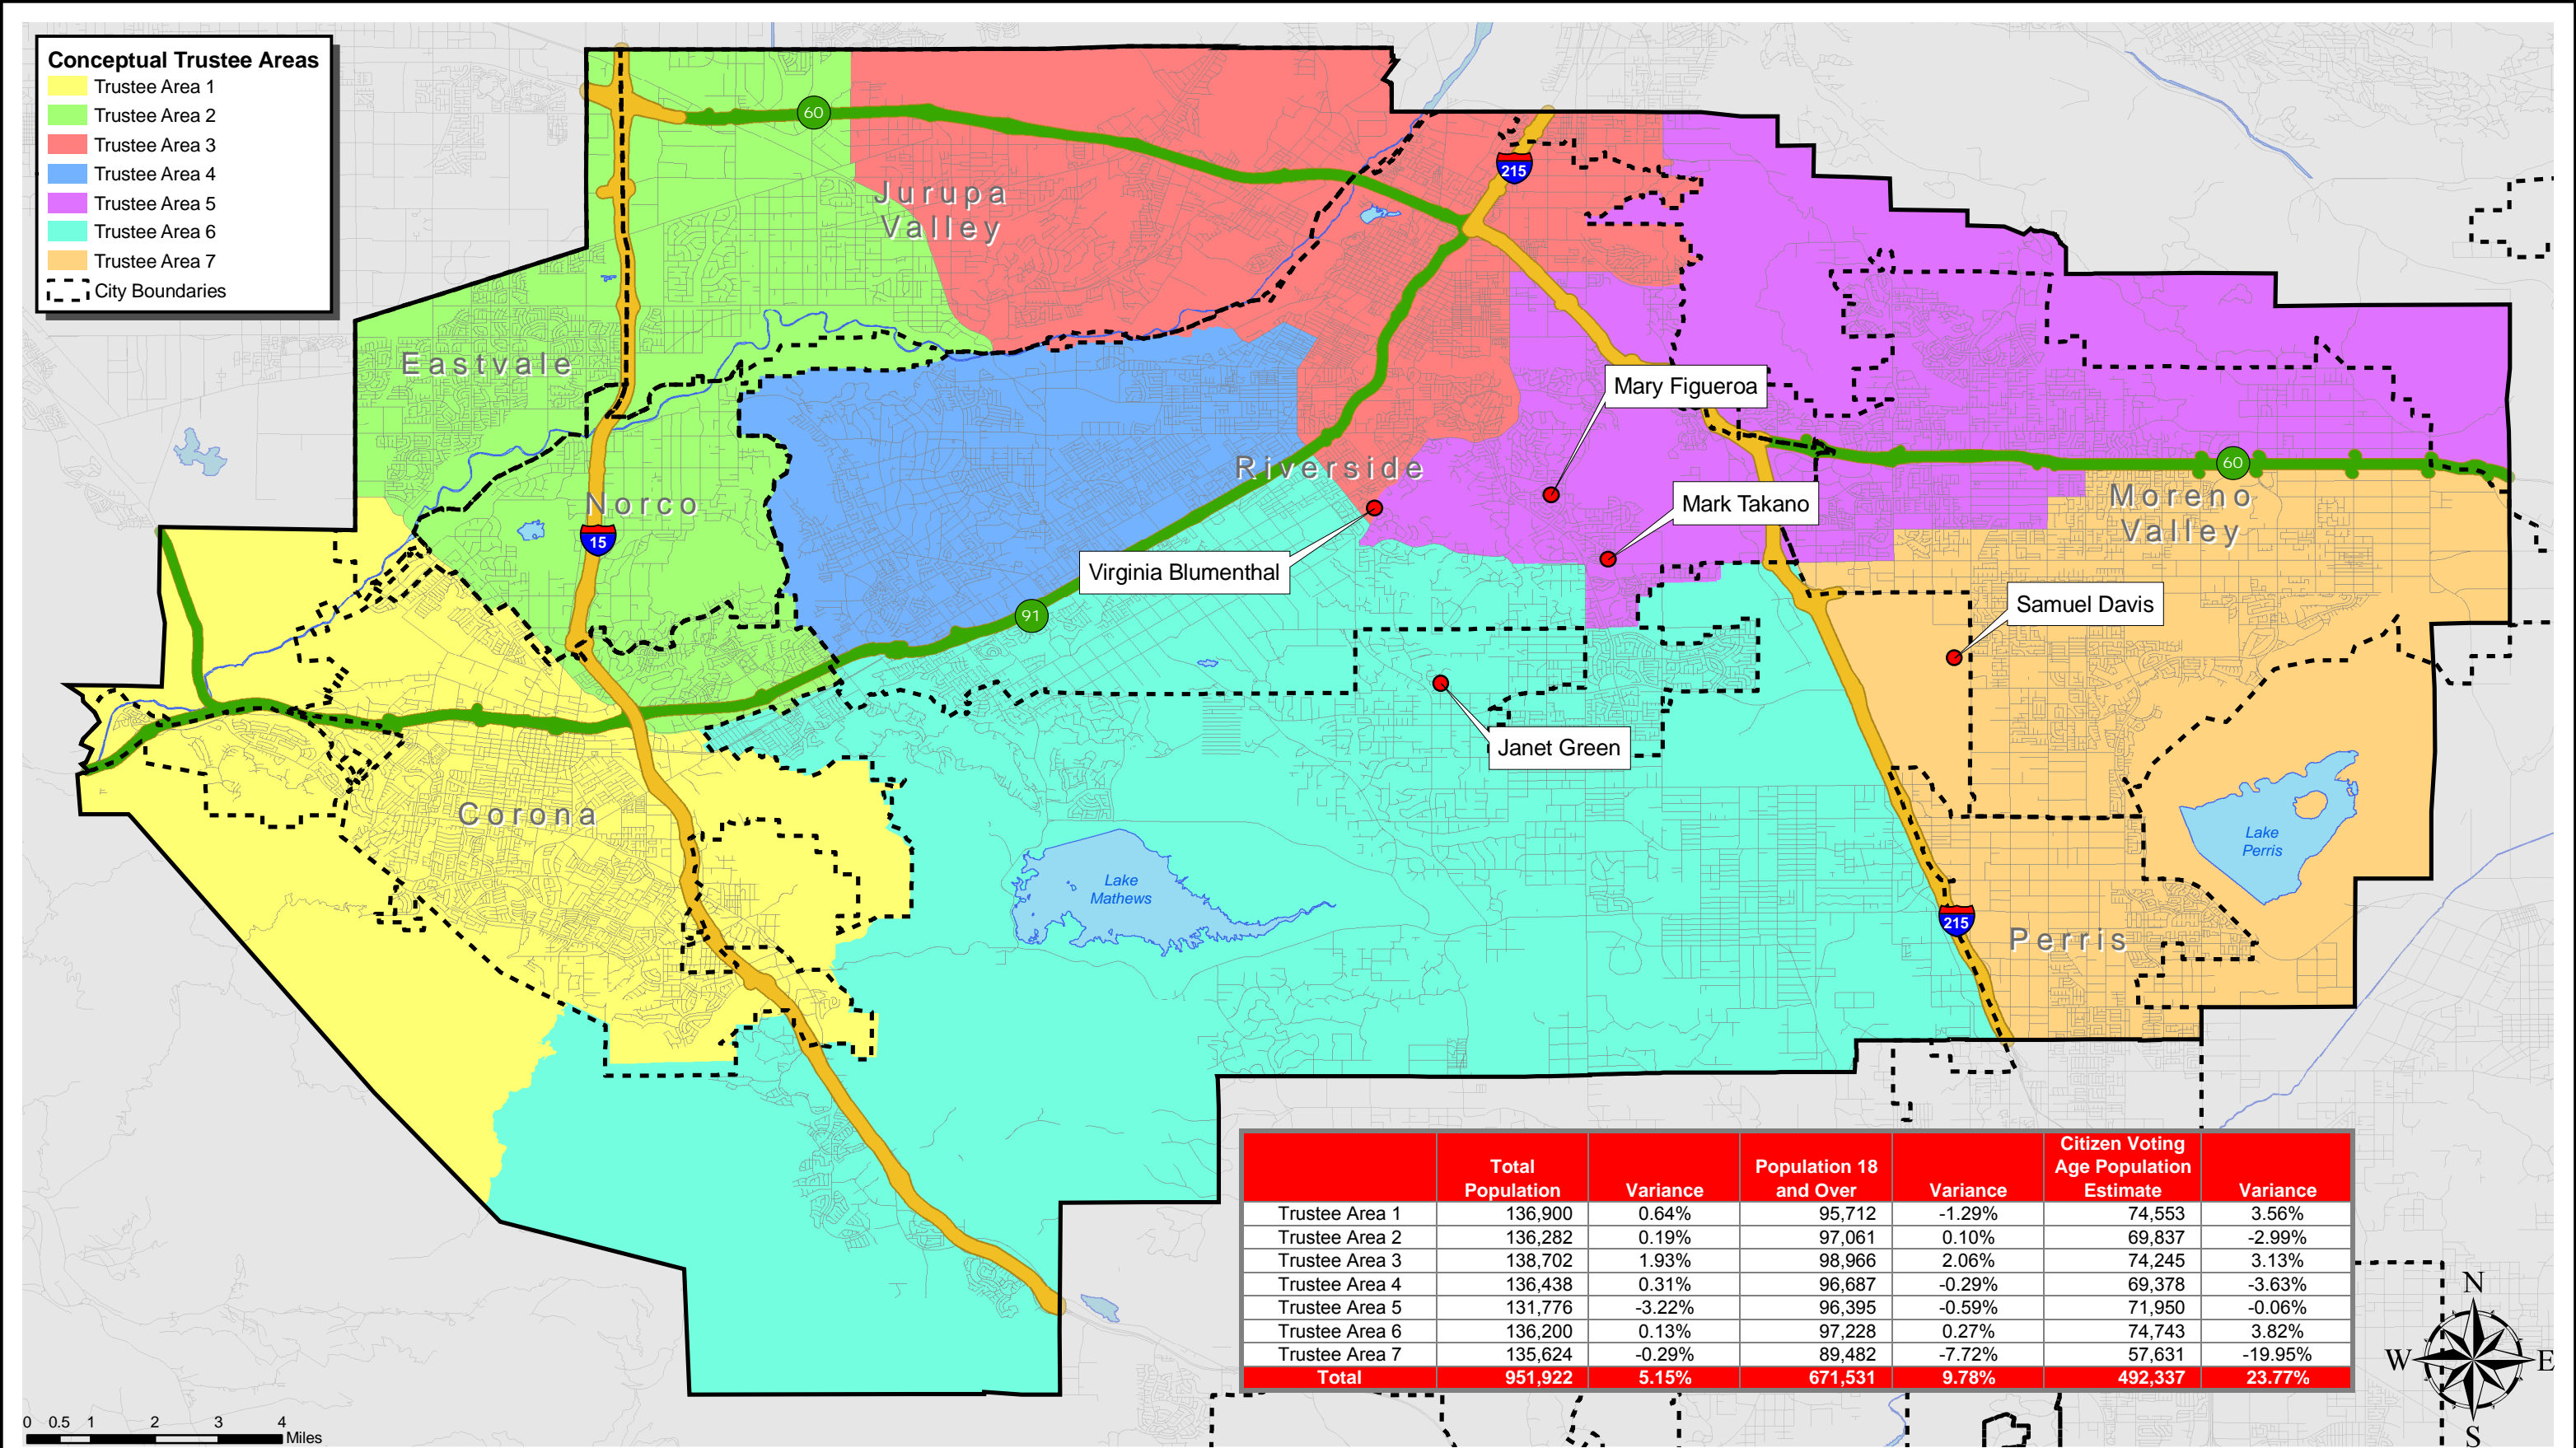 Conceptual Trustee Areas
Trustee Area 1
Trustee Area 2
Trustee Area 3
Trustee Area 4
Trustee Area 5
Trustee Area 6
Trustee Area 7
City Boundaries
60
215
Jurupa
Valley
Eastvale
Mary Figueroa
Riverside
60
Norco
Mark Takano
Moreno
Valley
15
Virginia Blumenthal
91
Samuel Davis
Janet Green
Corona
Lake
Perris
Lake
Mathews
215
Perris
Total Population Variance Population 18 and Over Variance Citizen Voting Age Population Estimate Variance
Trustee Area 1 136,900 0.64% 95,712 -1.29% 74,553 3.56%
Trustee Area 2 136,282 0.19% 97,061 0.10% 69,837 -2.99%
Trustee Area 3 138,702 1.93% 98,966 2.06% 74,245 3.13%
Trustee Area 4 136,438 0.31% 96,687 -0.29% 69,378 -3.63%
Trustee Area 5 131,776 -3.22% 96,395 -0.59% 71,950 -0.06%
Trustee Area 6 136,200 0.13% 97,228 0.27% 74,743 3.82%
Trustee Area 7 135,624 -0.29% 89,482 -7.72% 57,631 -19.95%
Total 951,922 5.15% 671,531 9.78% 492,337 23.77%
N
W E
S
0 0.5 1 2 3 4
Miles